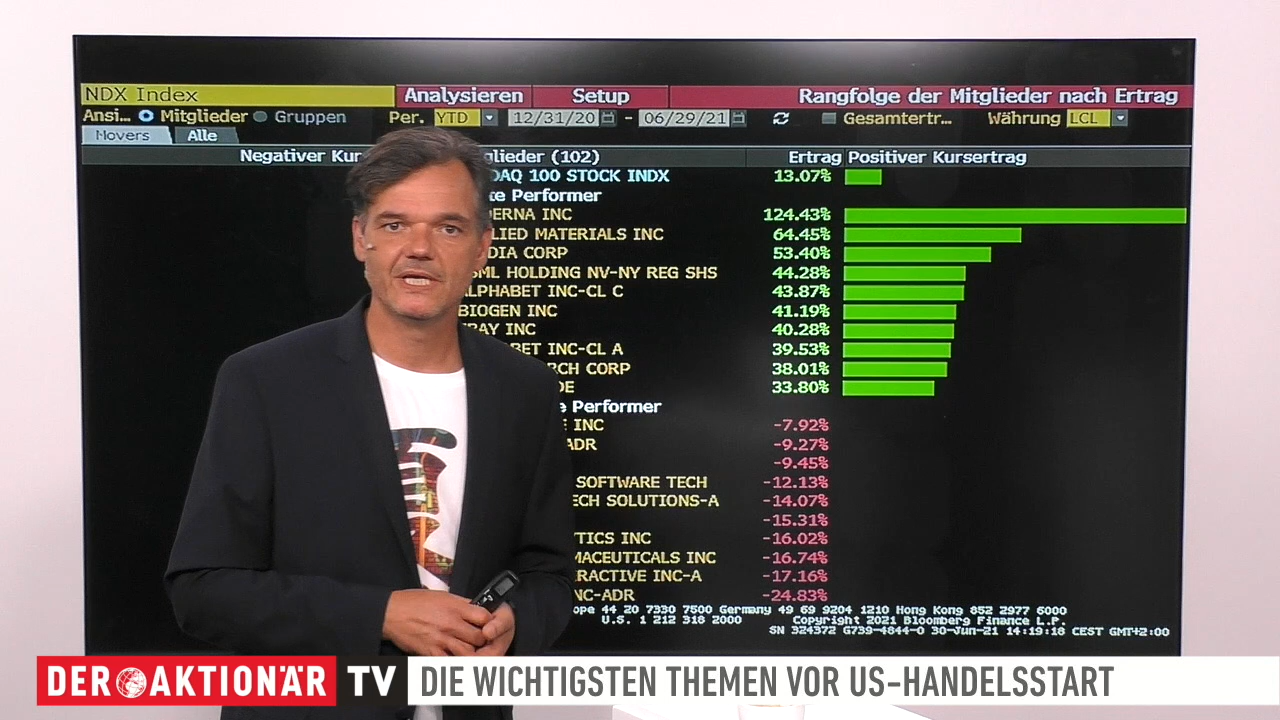 NDX Index
Analysieren
Setup
Rangfolge der Mitglieder nach Ertrag
Ansi... Mitglieder Gruppen Per. YTD 12/31/20 - 06/29/21 Gesamtertr... Währung LCL
Movers Alle
Negativer Kur glieder (102) Ertrag Positiver Kursertrag
DAQ 100 STOCK INDX 13.07%
te Performer
ERNA INC 124.43%
LIED MATERIALS INC 64.45%
DIA CORP 53.40%
SML HOLDING NV-NY REG SHS 44.28%
ALPHABET INC-CL C 43.87%
BIOGEN INC 41.19%
BAY INC 40.28%
BET INC-CL A 39.53%
RCH CORP 38.01%
DE 33.80%
e Performer
E INC -7.92%
ADR -9.27%
-9.45%
SOFTWARE TECH -12.13%
ECH SOLUTIONS-A -14.07%
-15.31%
TICS INC -16.02%
MACEUTICALS INC -16.74%
RACTIVE INC-A -17.16%
NC-ADR -24.83%
ope 44 20 7330 7500 Germany 49 69 9204 1210 Hong Kong 852 2977 6000
U.S. 1 212 318 2000 Copyright 2021 Bloomberg Finance L.P.
SN 324372 G739-4844-0 30-Jun-21 14:19:18 CEST GMT+2:00
DER AKTIONÄR TV DIE WICHTIGSTEN THEMEN VOR US-HANDELSSTART